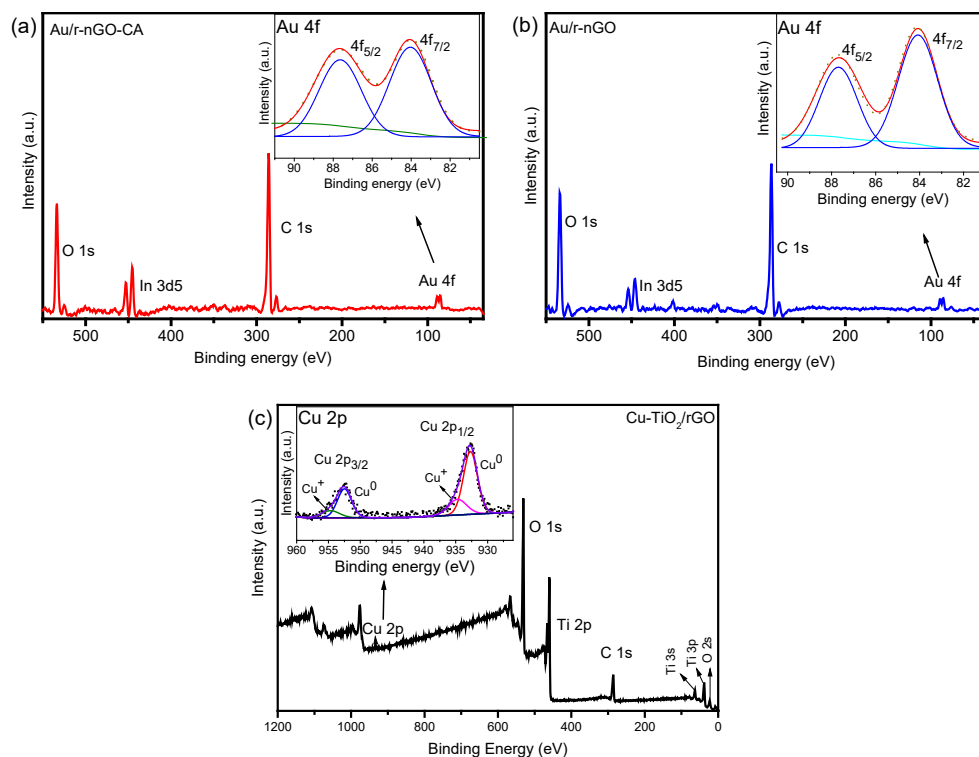 (a)
Au/r-nGO-CA
Au 4f
4f5/2
4f7/2
Intensity (a.u.)
90 88 86 84 82
Binding energy (eV)
Intensity (a.u.)
O 1s
In 3d5
C 1s
Au 4f
500 400 300 200 100
Binding energy (eV)
(b)
Au/r-nGO
Au 4f
4f5/2
4f7/2
Intensity (a.u.)
90 88 86 84 82
Binding energy (eV)
Intensity (a.u.)
O 1s
In 3d5
C 1s
Au 4f
500 400 300 200 100
Binding energy (eV)
(c)
Cu 2p
Cu-TiO2/rGO
Cu 2p1/2
Cu 2p3/2
Cu+
Cu0
Cu+
Cu0
Intensity (a.u.)
960 955 950 945 940 935 930
Binding energy (eV)
Intensity (a.u.)
O 1s
Cu 2p
Ti 2p
C 1s
Ti 3s
Ti 3p
O 2s
1200 1000 800 600 400 200 0
Binding Energy (eV)